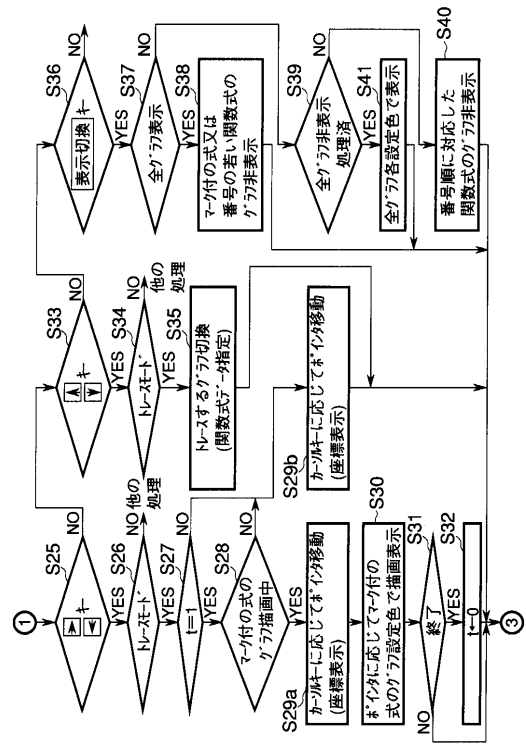 ①
S25
▶ ◀ キー
NO
YES
S26
トレースモード
NO 他の
処理
YES
S27
t=1
NO
YES
S28
マーク付の式の
グラフ描画中
NO
YES
S29a
カーソルキーに応じてポインタ移動
(座標表示)
S30
ポインタに応じてマーク付の
式のグラフ設定色で描画表示
S31
終了
NO
YES
S32
t←0
③
S33
▲ ▼ キー
NO
YES
S34
トレースモード
NO 他の
処理
YES
S35
トレースするグラフ切換
(関数式データ指定)
S29b
カーソルキーに応じてポインタ移動
(座標表示)
S36
表示切換 キー
NO
YES
S37
全グラフ表示
NO
YES
S38
マーク付の式又は
番号の若い関数式の
グラフ非表示
S39
全グラフ非表示
処理済
NO
YES
S41
全グラフ各設定色で表示
S40
番号順に対応した
関数式のグラフ非表示